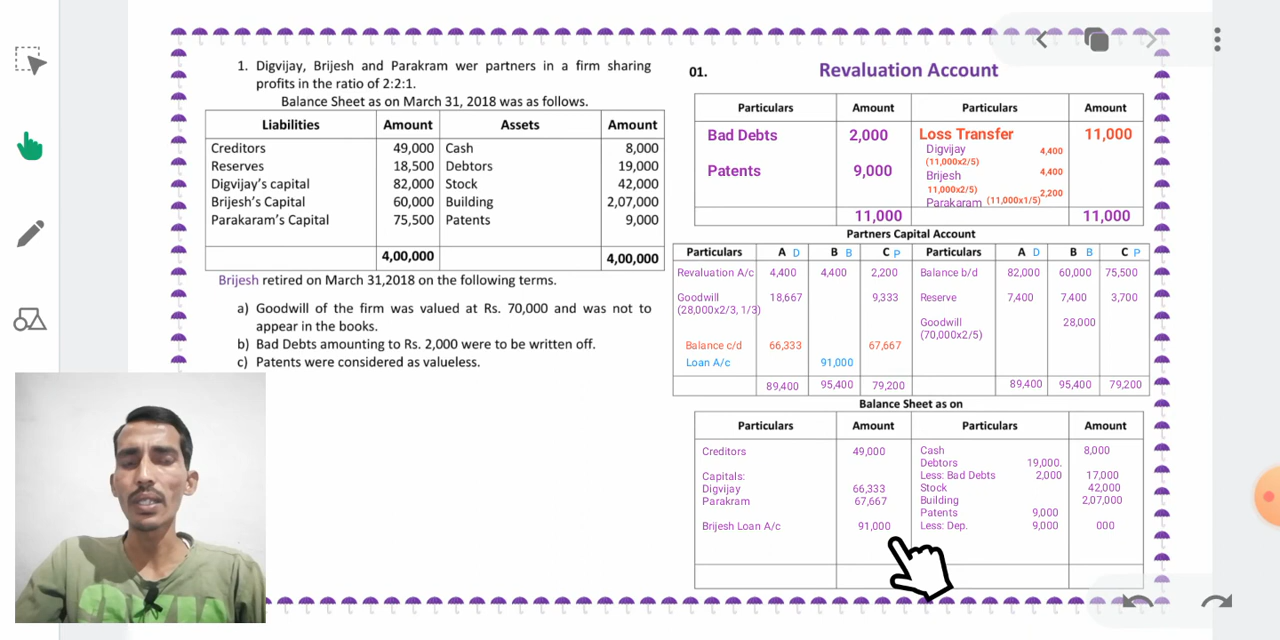 1. Digvijay, Brijesh and Parakram wer partners in a firm sharing
profits in the ratio of 2:2:1.
Balance Sheet as on March 31, 2018 was as follows.
Liabilities Amount Assets Amount
Creditors 49,000 Cash 8,000
Reserves 18,500 Debtors 19,000
Digvijay's capital 82,000 Stock 42,000
Brijesh's Capital 60,000 Building 2,07,000
Parakaram's Capital 75,500 Patents 9,000
4,00,000 4,00,000
Brijesh retired on March 31,2018 on the following terms.
a) Goodwill of the firm was valued at Rs. 70,000 and was not to
appear in the books.
b) Bad Debts amounting to Rs. 2,000 were to be written off.
c) Patents were considered as valueless.
01. Revaluation Account
Particulars Amount Particulars Amount
Bad Debts 2,000 Loss Transfer 11,000
Digvijay 4,400
(11,000x2/5)
Patents 9,000 Brijesh 4,400
11,000x2/5)
Parakaram (11,000x1/5) 2,200
11,000 11,000
Partners Capital Account
Particulars A D B B C P Particulars A D B B C P
Revaluation A/c 4,400 4,400 2,200 Balance b/d 82,000 60,000 75,500
Goodwill 18,667 9,333 Reserve 7,400 7,400 3,700
(28,000x2/3, 1/3)
Goodwill 28,000
(70,000x2/5)
Balance c/d 66,333 67,667
Loan A/c 91,000
89,400 95,400 79,200 89,400 95,400 79,200
Balance Sheet as on
Particulars Amount Particulars Amount
Creditors 49,000 Cash 8,000
Debtors 19,000.
Capitals: Less: Bad Debts 2,000 17,000
Digvijay 66,333 Stock 42,000
Parakram 67,667 Building 2,07,000
Patents 9,000
Brijesh Loan A/c 91,000 Less: Dep. 9,000 000